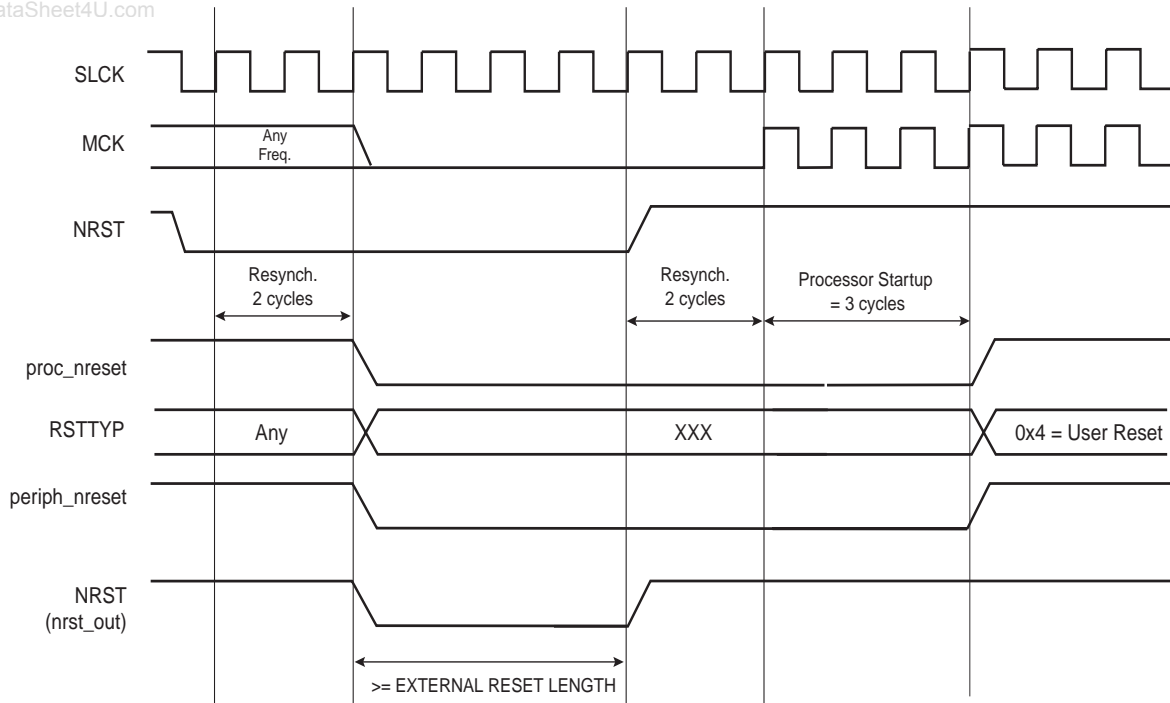 ataSheet4U.com
SLCK
MCK
Any
Freq.
NRST
Resynch.
2 cycles
Resynch.
2 cycles
Processor Startup
= 3 cycles
proc_nreset
RSTTYP
Any
XXX
0x4 = User Reset
periph_nreset
NRST
(nrst_out)
>= EXTERNAL RESET LENGTH